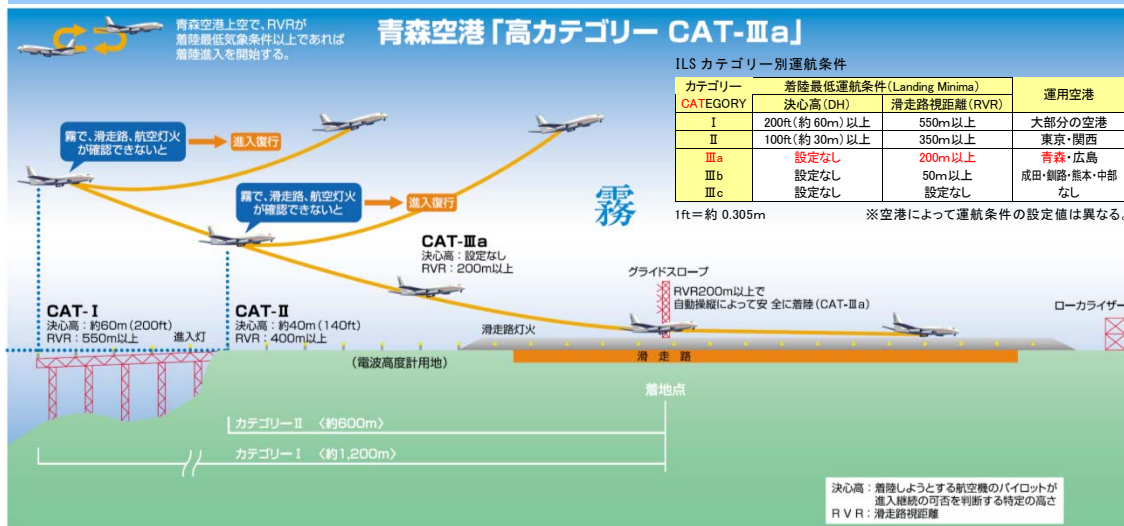 青森空港上空で、RVRが
着陸最低気象条件以上であれば
着陸進入を開始する。
青森空港「高カテゴリー CAT-Ⅲa」
ILS カテゴリー別運航条件
カテゴリー
CATEGORY
着陸最低運航条件(Landing Minima)
運用空港
決心高(DH) 滑走路視距離(RVR)
Ⅰ 200ft(約 60m)以上 550m以上 大部分の空港
Ⅱ 100ft(約 30m)以上 350m以上 東京・関西
Ⅲa 設定なし 200m以上 青森・広島
Ⅲb 設定なし 50m以上 成田・釧路・熊本・中部
Ⅲc 設定なし 設定なし なし
1ft=約 0.305m ※空港によって運航条件の設定値は異なる。
霧で、滑走路、航空灯火
が確認できないと
進入復行
霧で、滑走路、航空灯火
が確認できないと
進入復行
霧
CAT-Ⅲa
決心高:設定なし
RVR:200m以上
グライドスロープ
RVR200m以上で
自動操縦によって安 全に着陸(CAT-Ⅲa)
ローカライザー
CAT-Ⅰ
決心高:約60m(200ft)
RVR:550m以上
進入灯
CAT-Ⅱ
決心高:約40m(140ft)
RVR:400m以上
滑走路灯火
(電波高度計用地)
滑 走 路
着地点
カテゴリーⅡ 〈約600m〉
カテゴリーⅠ 〈約1,200m〉
決心高:着陸しようとする航空機のパイロットが
進入継続の可否を判断する特定の高さ
R V R:滑走路視距離